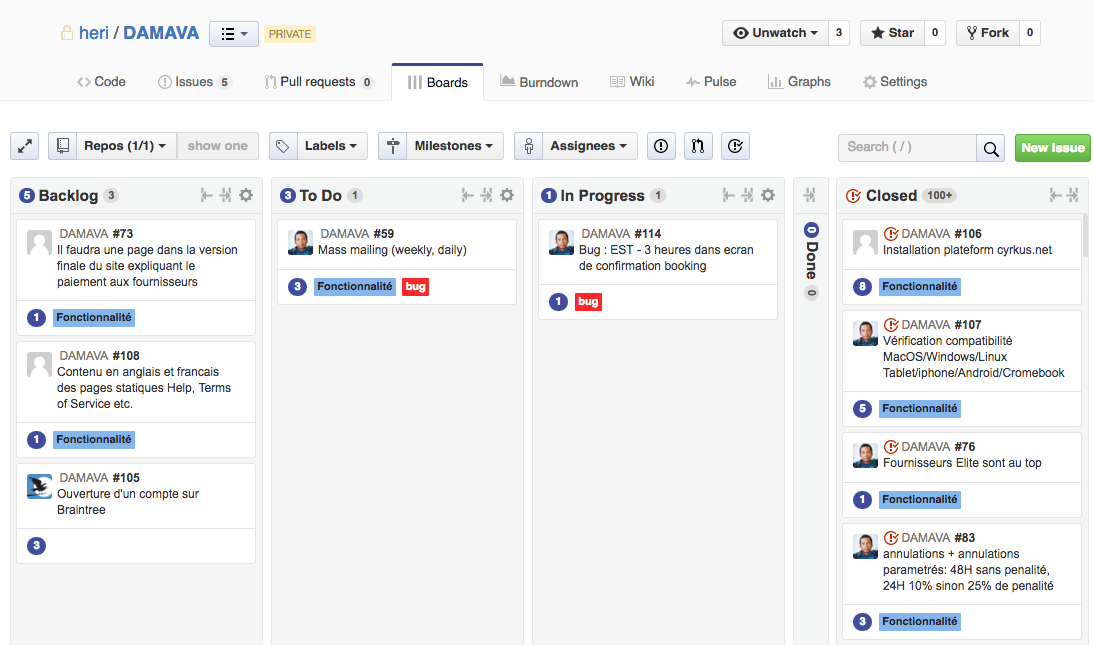 heri / DAMAVA PRIVATE
Unwatch 3 Star 0 Fork 0
Code Issues 5 Pull requests 0 Boards Burndown Wiki Pulse Graphs Settings
Repos (1/1) show one Labels Milestones Assignees Search ( / ) New Issue
5 Backlog 3
DAMAVA #73
Il faudra une page dans la version
finale du site expliquant le
paiement aux fournisseurs
1 Fonctionnalité
DAMAVA #108
Contenu en anglais et francais
des pages statiques Help, Terms
of Service etc.
1 Fonctionnalité
DAMAVA #105
Ouverture d'un compte sur
Braintree
3
3 To Do 1
DAMAVA #59
Mass mailing (weekly, daily)
3 Fonctionnalité bug
1 In Progress 1
DAMAVA #114
Bug : EST - 3 heures dans ecran
de confirmation booking
1 bug
0 Done 0
Closed 100+
DAMAVA #106
Installation plateform cyrkus.net
8 Fonctionnalité
DAMAVA #107
Vérification compatibilité
MacOS/Windows/Linux
Tablet/iphone/Android/Cromebook
5 Fonctionnalité
DAMAVA #76
Fournisseurs Elite sont au top
1 Fonctionnalité
DAMAVA #83
annulations + annulations
parametrés: 48H sans penalité,
24H 10% sinon 25% de penalité
3 Fonctionnalité